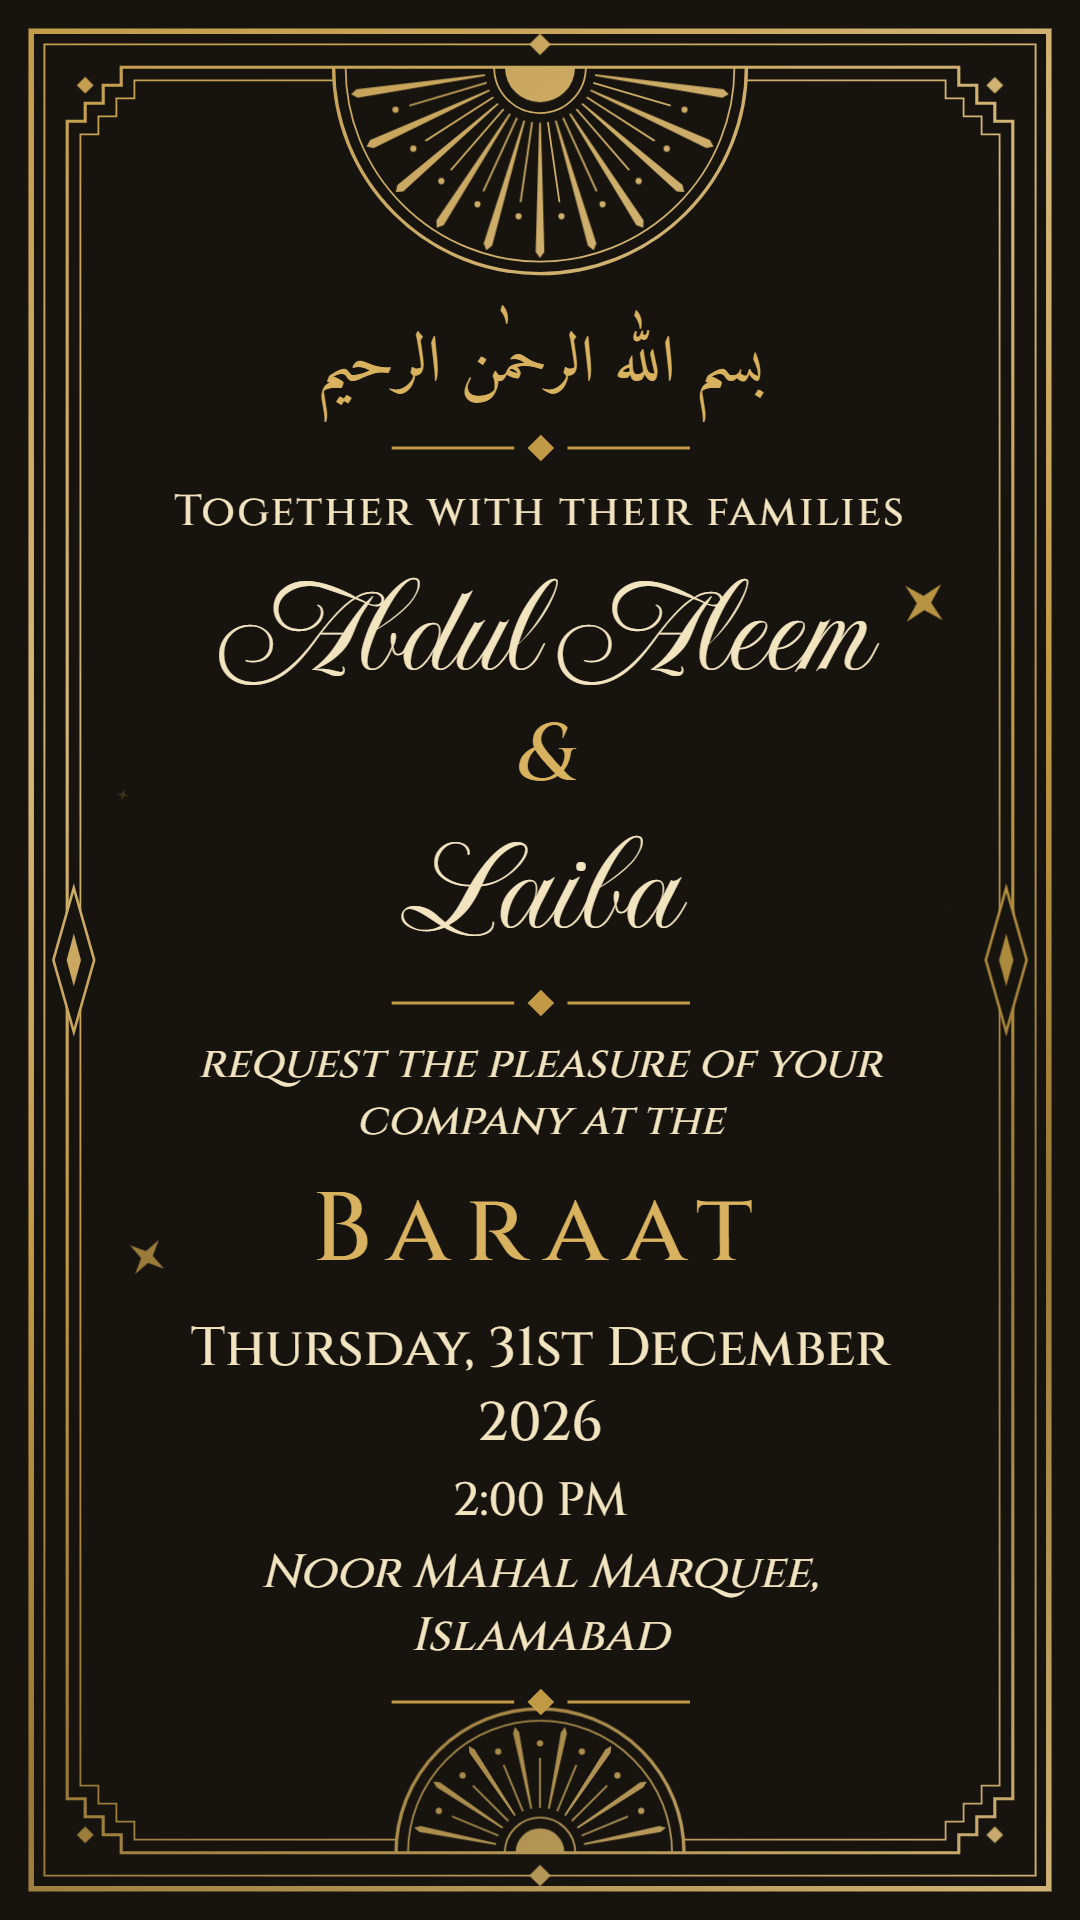 بسم الله الرحمٰن الرحيم
Together with their families
Abdul Aleem
&
Laiba
request the pleasure of your
company at the
Baraat
Thursday, 31st December
2026
2:00 PM
Noor Mahal Marquee,
Islamabad